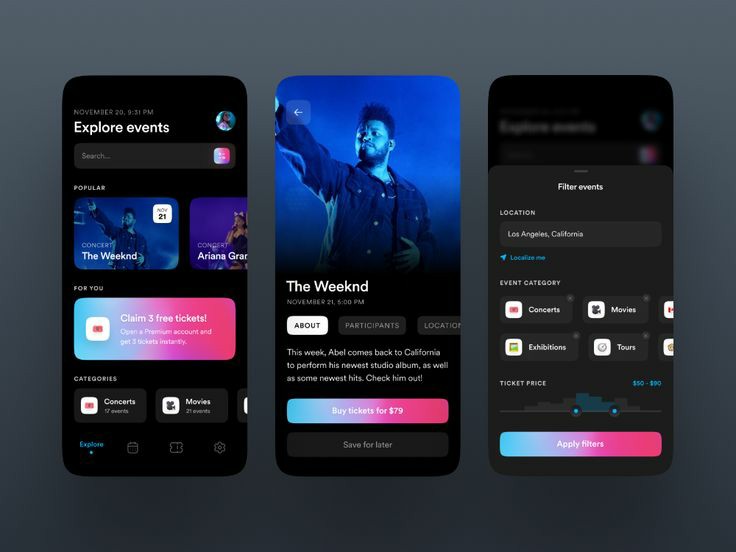 NOVEMBER 20, 9:31 PM
Explore events
Search...
POPULAR
NOV
21
CONCERT
The Weeknd
CONCERT
Ariana Gran
FOR YOU
Claim 3 free tickets!
Open a Premium account and
get 3 tickets instantly.
CATEGORIES
Concerts
17 events
Movies
21 events
Explore
The Weeknd
NOVEMBER 21, 5:00 PM
ABOUT
PARTICIPANTS
LOCATION
This week, Abel comes back to California
to perform his newest studio album, as well
as some newest hits. Check him out!
Buy tickets for $79
Save for later
Explore events
Filter events
LOCATION
Los Angeles, California
Localize me
EVENT CATEGORY
Concerts
Movies
Exhibitions
Tours
TICKET PRICE
$50 - $90
Apply filters